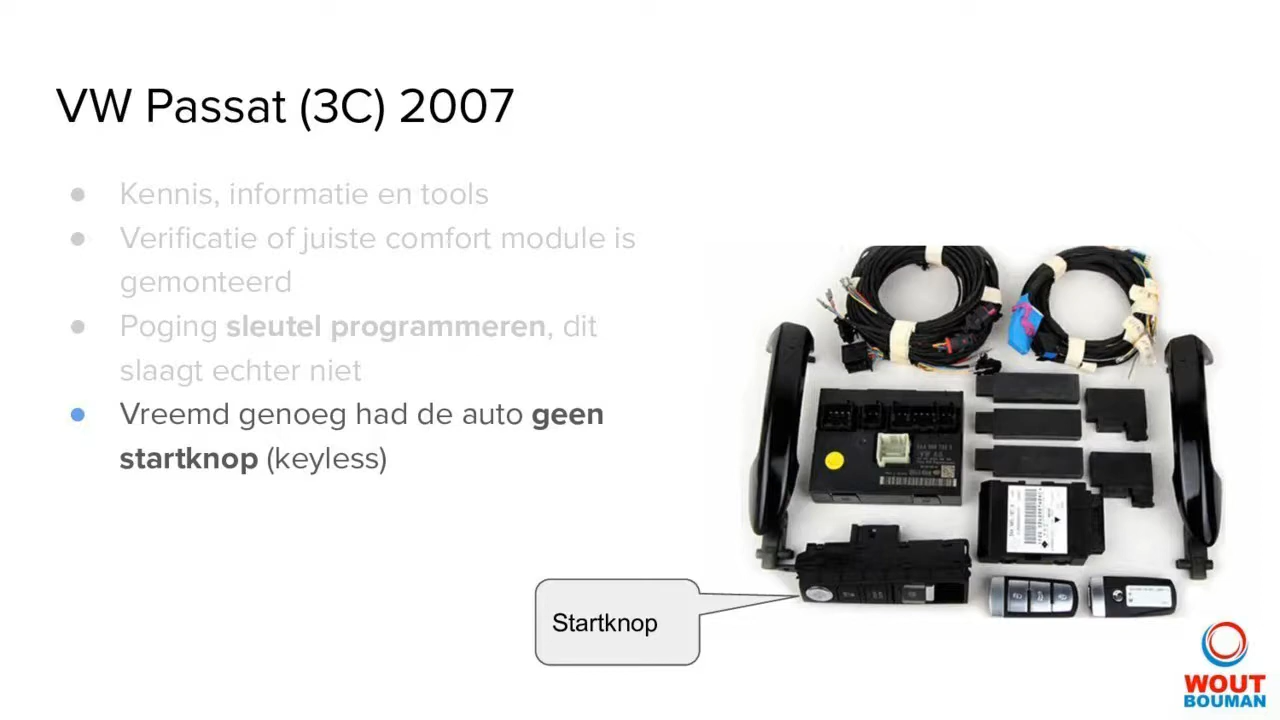 VW Passat (3C) 2007
● Kennis, informatie en tools
● Verificatie of juiste comfort module is
gemonteerd
● Poging sleutel programmeren, dit
slaagt echter niet
● Vreemd genoeg had de auto geen
startknop (keyless)
Startknop
WOUT
BOUMAN